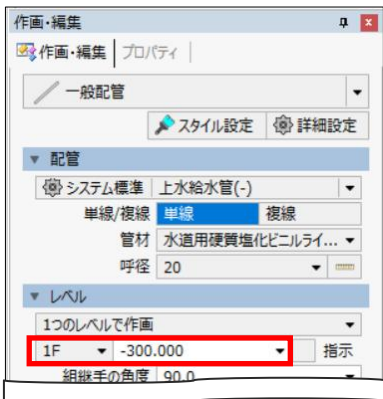 作画・編集
作画・編集 プロパティ
一般配管
スタイル設定 詳細設定
配管
システム標準 上水給水管(-)
単線/複線 単線 複線
管材 水道用硬質塩化ビニルライ...
呼径 20
レベル
1つのレベルで作画
1F -300.000 指示
組継手の角度 90.0